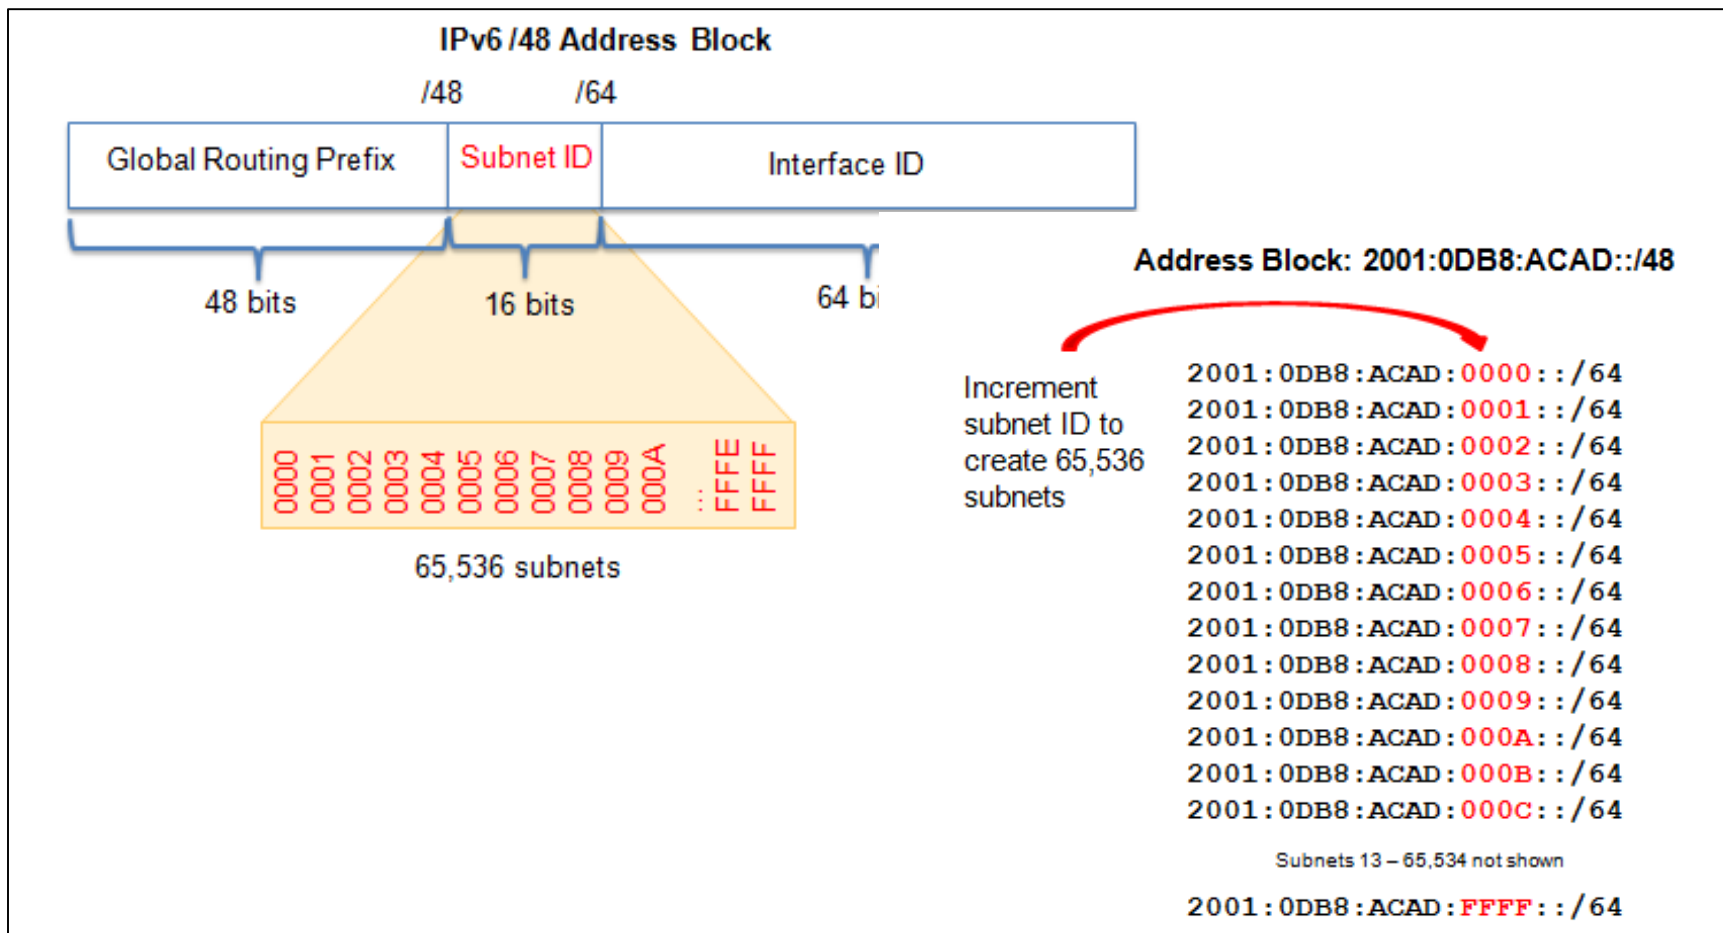 IPv6 /48 Address Block
/48 /64
Global Routing Prefix Subnet ID Interface ID
48 bits 16 bits 64 bi
0000
0001
0002
0003
0004
0005
0006
0007
0008
0009
000A
...
FFFE
FFFF
65,536 subnets
Address Block: 2001:0DB8:ACAD::/48
Increment
subnet ID to
create 65,536
subnets
2001:0DB8:ACAD:0000::/64
2001:0DB8:ACAD:0001::/64
2001:0DB8:ACAD:0002::/64
2001:0DB8:ACAD:0003::/64
2001:0DB8:ACAD:0004::/64
2001:0DB8:ACAD:0005::/64
2001:0DB8:ACAD:0006::/64
2001:0DB8:ACAD:0007::/64
2001:0DB8:ACAD:0008::/64
2001:0DB8:ACAD:0009::/64
2001:0DB8:ACAD:000A::/64
2001:0DB8:ACAD:000B::/64
2001:0DB8:ACAD:000C::/64
Subnets 13 – 65,534 not shown
2001:0DB8:ACAD:FFFF::/64